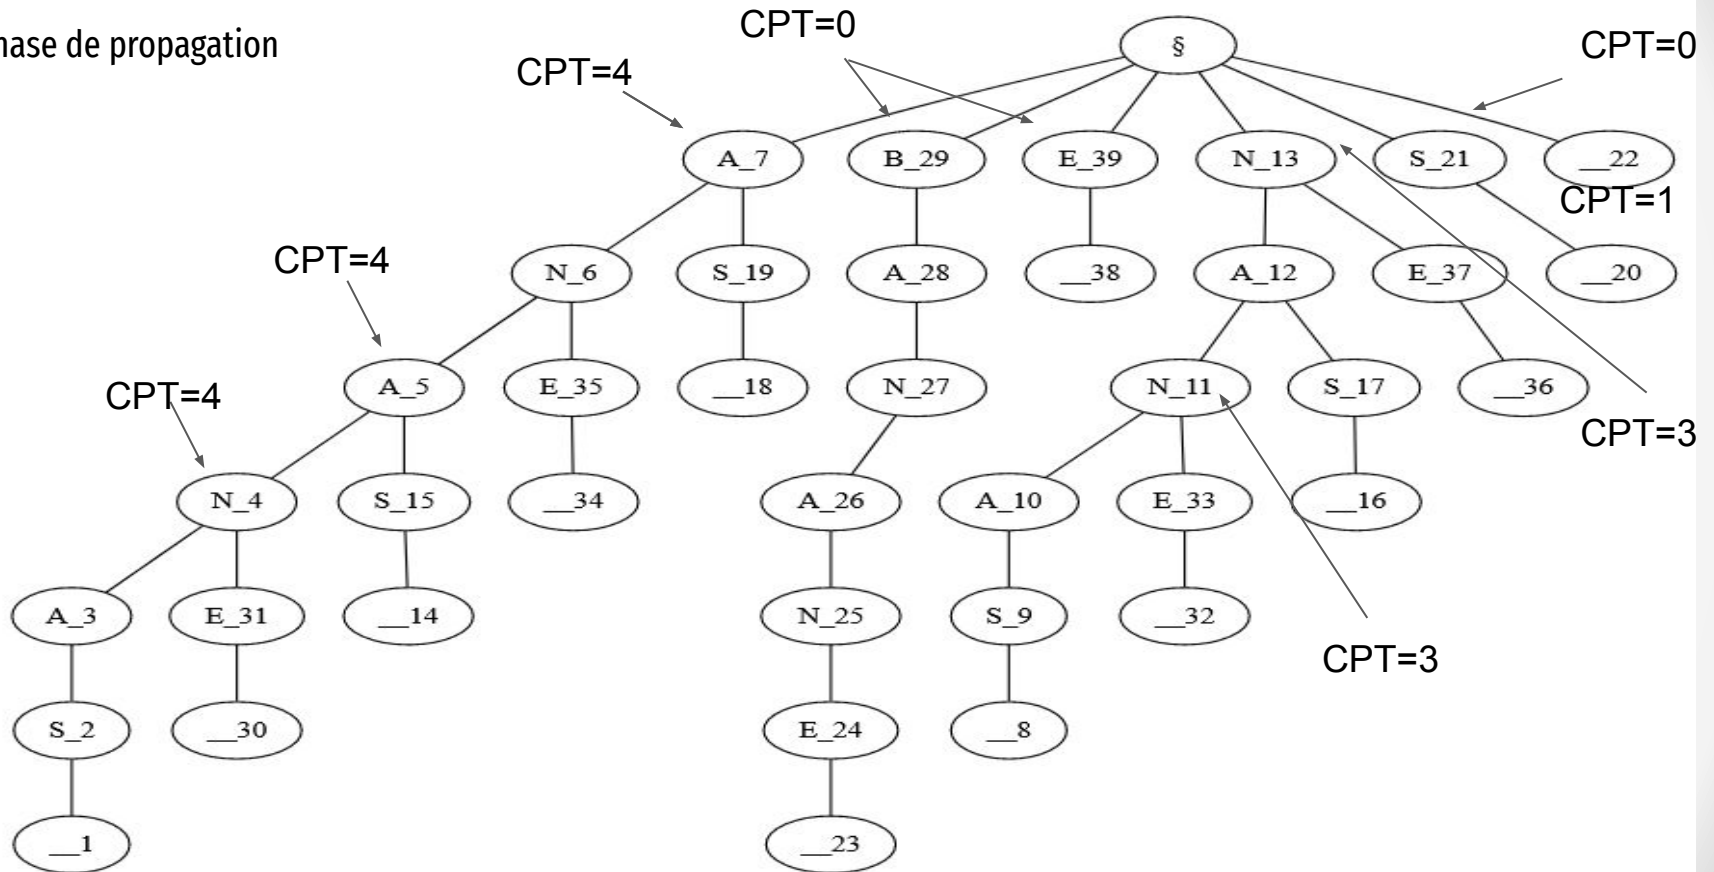 hase de propagation
CPT=0
CPT=4
CPT=0
§
A_7
B_29
E_39
N_13
S_21
__22
CPT=1
CPT=4
N_6
S_19
A_28
__38
A_12
E_37
__20
CPT=4
A_5
E_35
__18
N_27
N_11
S_17
__36
CPT=3
N_4
S_15
__34
A_26
A_10
E_33
__16
A_3
E_31
__14
N_25
S_9
__32
CPT=3
S_2
__30
E_24
__8
__1
__23